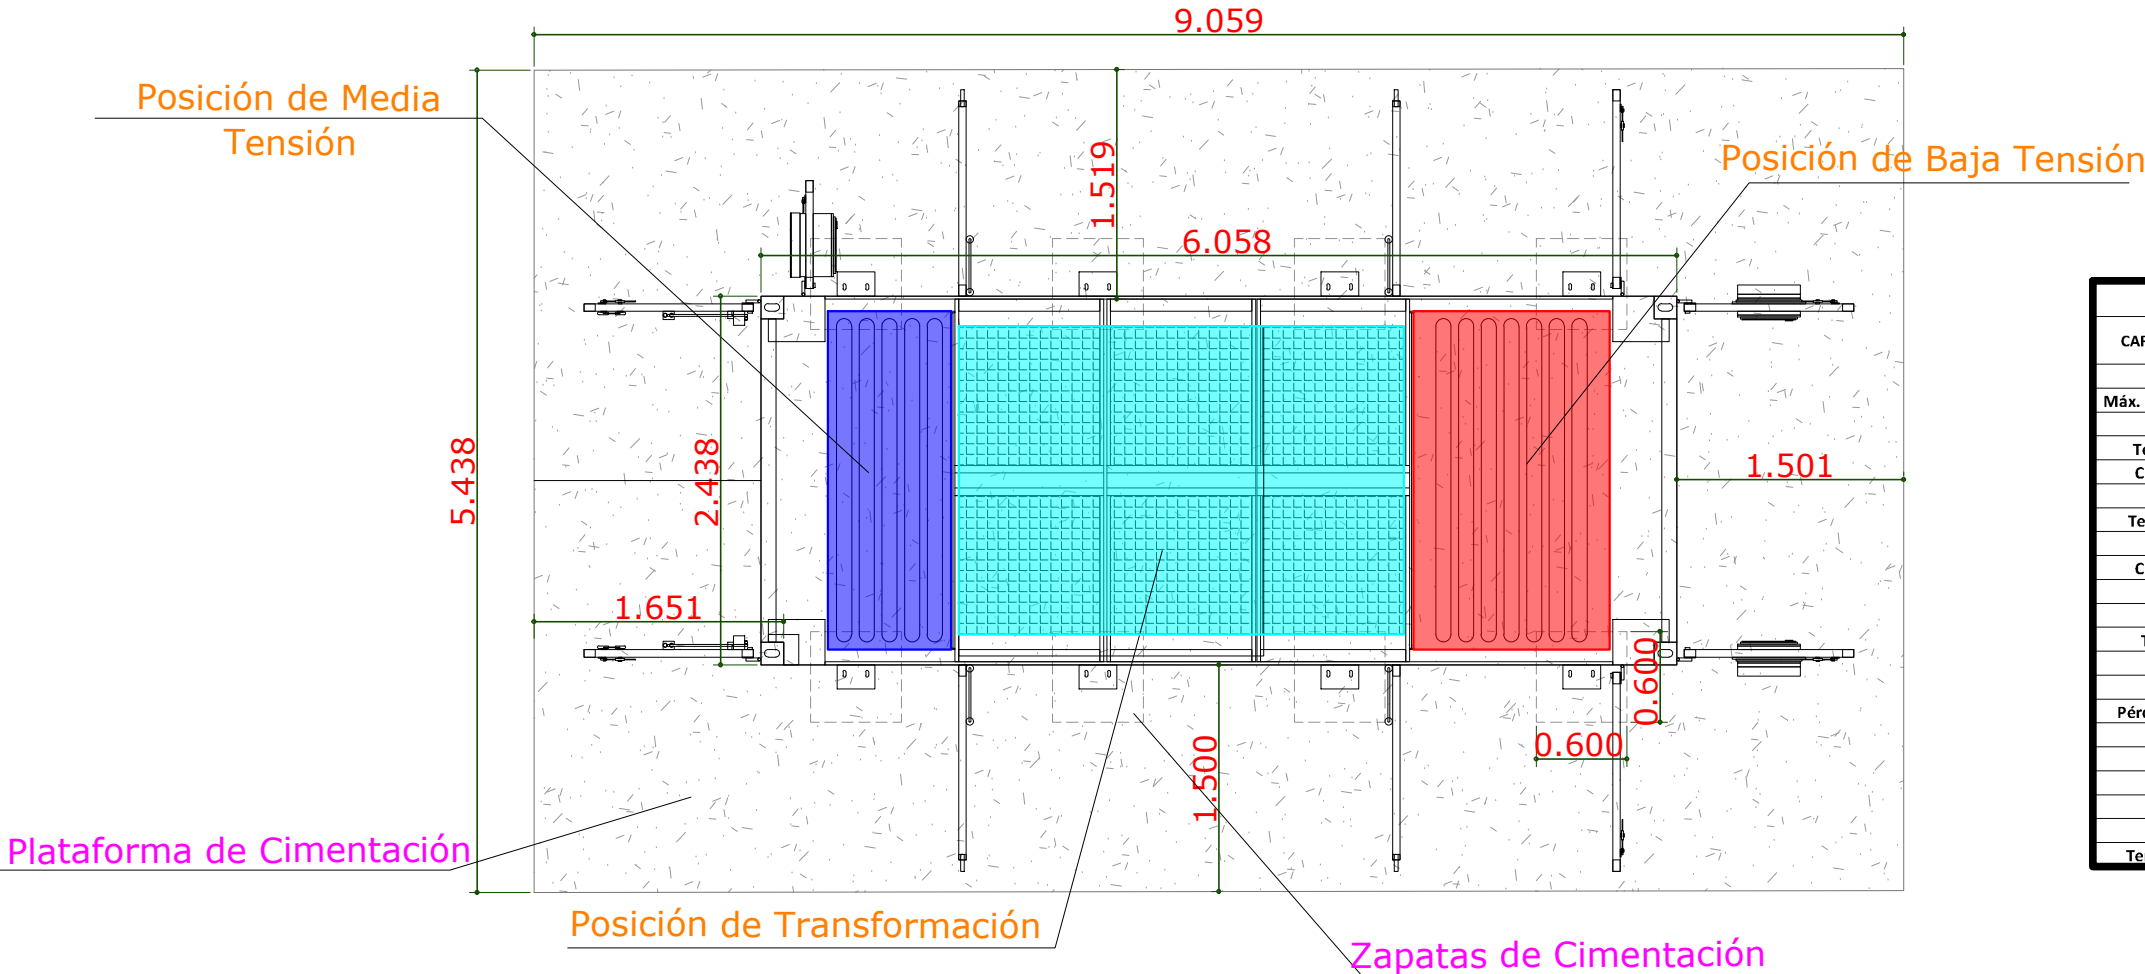 9.059
Posición de Media
Tensión
1.519
Posición de Baja Tensión
6.058
5.438
2.438
1.501
1.651
0.600
0.600
1.500
Plataforma de Cimentación
Posición de Transformación
Zapatas de Cimentación
Máx.